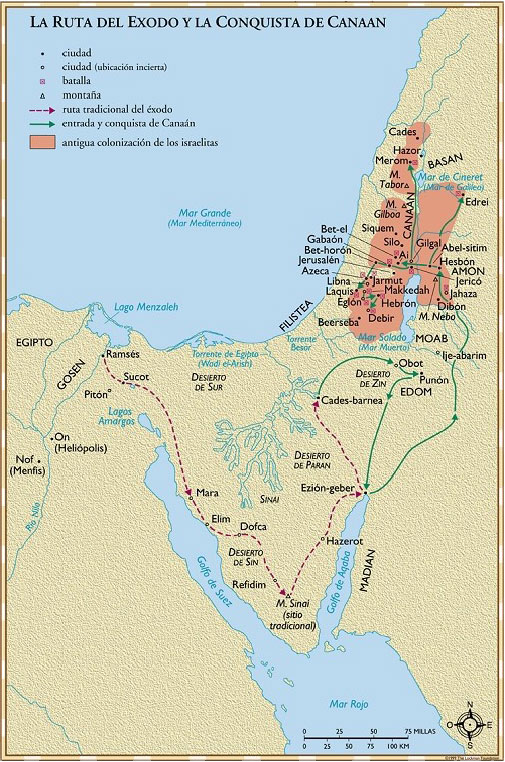 LA RUTA DEL EXODO Y LA CONQUISTA DE CANAAN
ciudad
ciudad (ubicación incierta)
batalla
montaña
ruta tradicional del éxodo
entrada y conquista de Canaán
antigua colonización de los israelitas
Cades
Hazor
Merom
BASAN
M.
Tabor
Mar de Cineret
(Mar de Galilea)
Edrei
M.
Gilboa
CANAÁN
Siquem
Mar Grande
(Mar Mediterráneo)
Bet-el
Gabaón
Silo
Gilgal
Abel-sitim
Bet-horón
Ai
Hesbón
Jerusalén
AMON
Azeca
Jericó
Libna
Jarmut
Laquis
Makkedah
Jahaza
Eglón
Hebrón
Dibón
Debir
M. Nebo
FILISTEA
Beerseba
Lago Menzaleh
Mar Salado
(Mar Muerta)
MOAB
Torrente
Besor
EGIPTO
Ramsés
Torrente de Egipto
(Wadi el-Arish)
Ije-abarim
GOSEN
Sucot
DESIERTO
DE SUR
Obot
DESIERTO
DE ZIN
Punón
Pitón
EDOM
Cades-barnea
Lagos
Amargos
On
(Heliópolis)
Nof
(Menfis)
DESIERTO
DE PARAN
Mara
SINAI
Ezión-geber
Río Nilo
Elim
Dofca
DESIERTO
DE SIN
Hazerot
Golfo de Suez
Refidim
Golfo de Aqaba
MADIAN
M. Sinaí
(sitio
tradicional)
Mar Rojo
N
O
E
S
0 25 50 75 MILLAS
0 25 50 75 100 KM
©1999 The Lockman Foundation